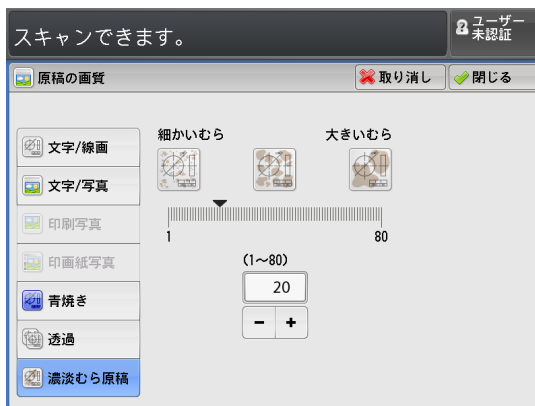 スキャンできます。
ユーザー
未認証
原稿の画質
取り消し
閉じる
文字/線画
文字/写真
印刷写真
印画紙写真
青焼き
透過
濃淡むら原稿
細かいむら
大きいむら
1
80
(1～80)
20
− +